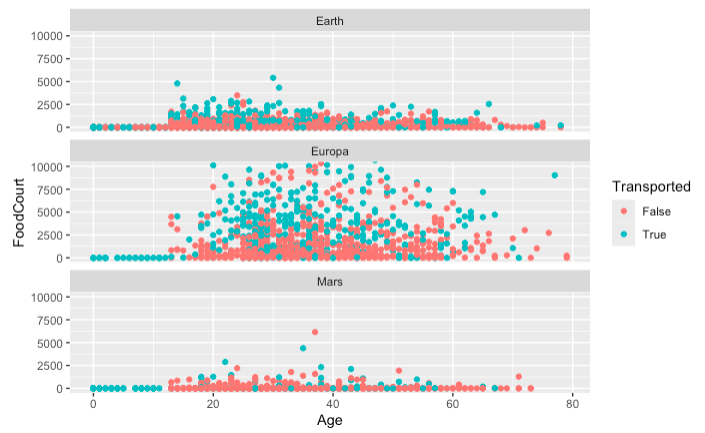 Earth
10000
7500
5000
2500
0
Europa
10000
7500
5000
2500
0
Mars
10000
7500
5000
2500
0
0 20 40 60 80
Age
FoodCourt
Transported
False
True